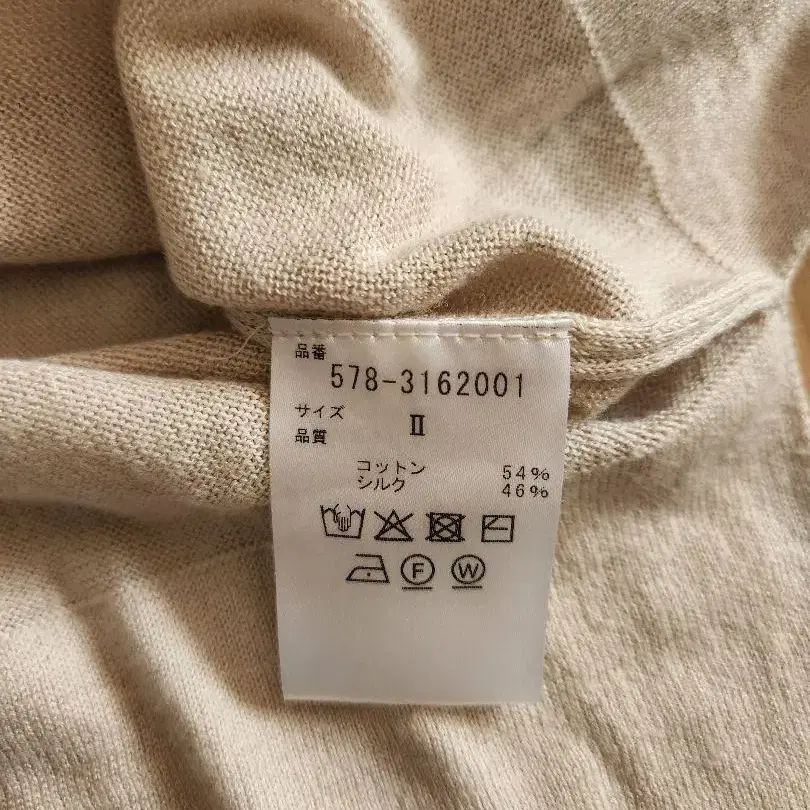 品番
578-3162001
サイズ Ⅱ
品質
コットン 54%
シルク 46%
F W